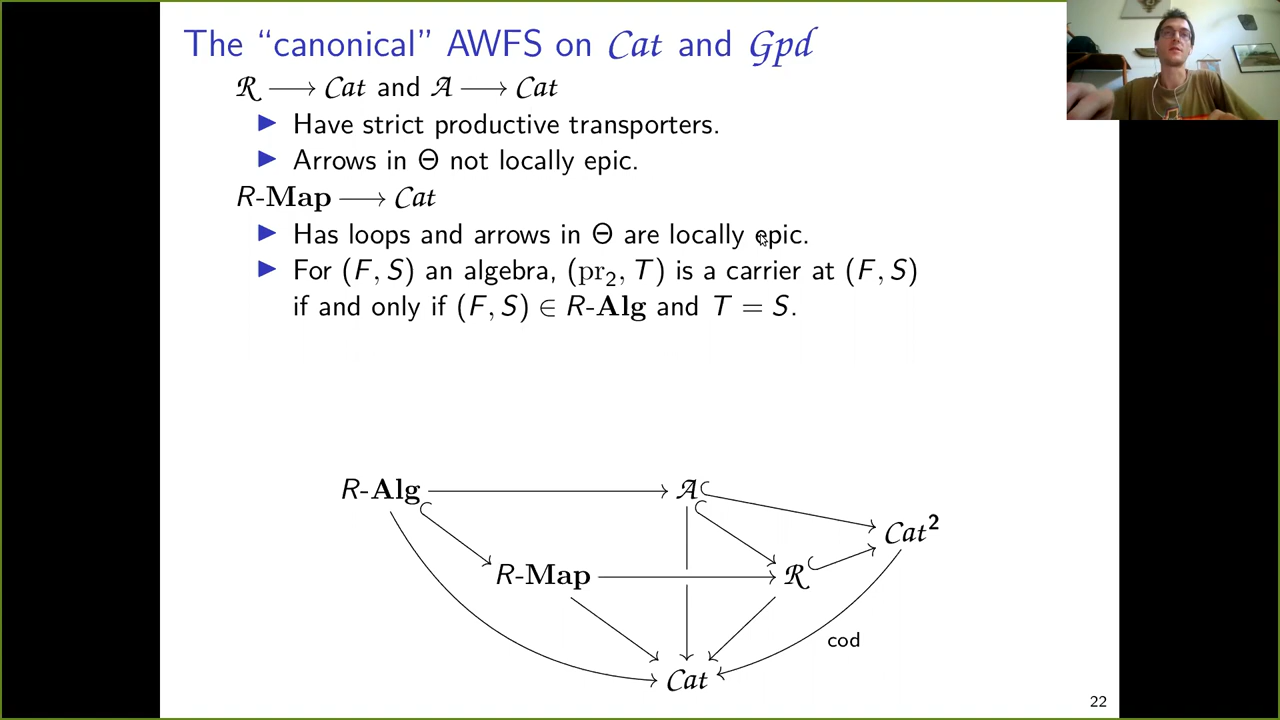 The “canonical” AWFS on Cat and Gpd
ℛ ⟶ Cat and 𝒜 ⟶ Cat
▶ Have strict productive transporters.
▶ Arrows in Θ not locally epic.
R-Map ⟶ Cat
▶ Has loops and arrows in Θ are locally epic.
▶ For (F, S) an algebra, (pr₂, T) is a carrier at (F, S)
if and only if (F, S) ∈ R-Alg and T = S.
R-Alg 𝒜
Cat²
R-Map ℛ
cod
Cat
22